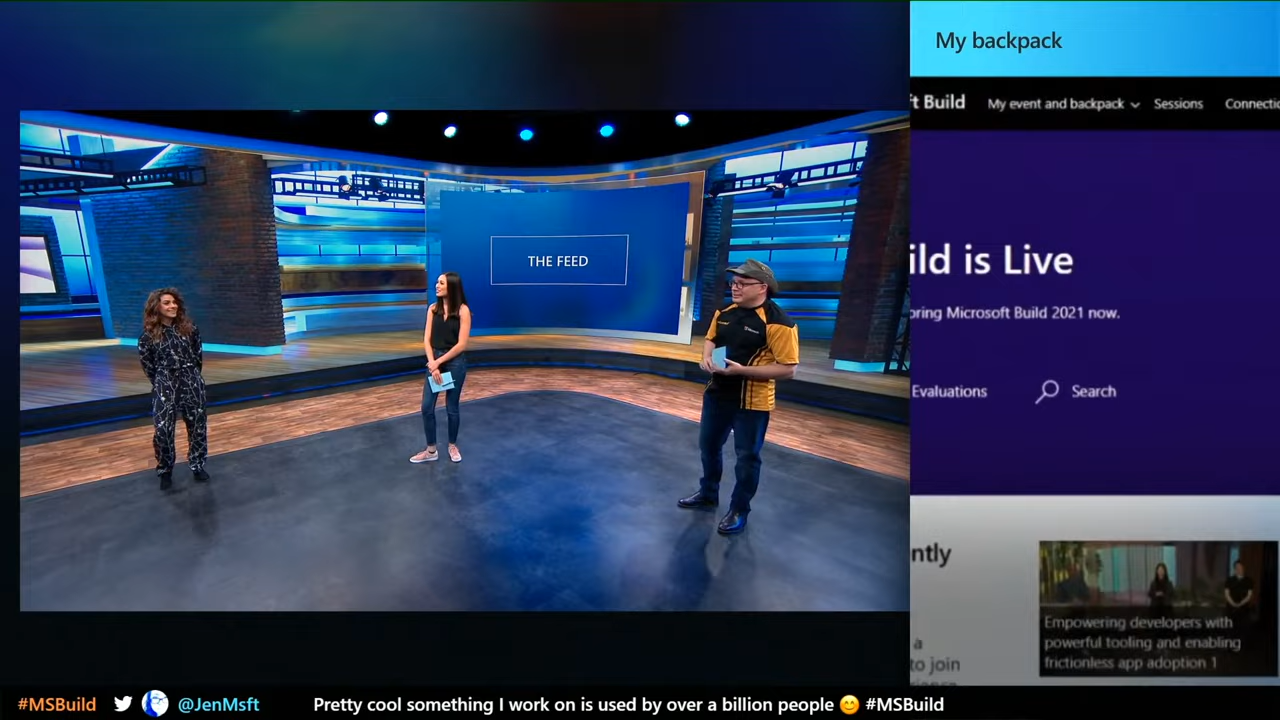 My backpack
ft Build My event and backpack Sessions Connectio
ild is Live
oring Microsoft Build 2021 now.
Evaluations Search
THE FEED
ntly
a
to join
Empowering developers with
powerful tooling and enabling
frictionless app adoption 1
#MSBuild @JenMsft Pretty cool something I work on is used by over a billion people 😊 #MSBuild